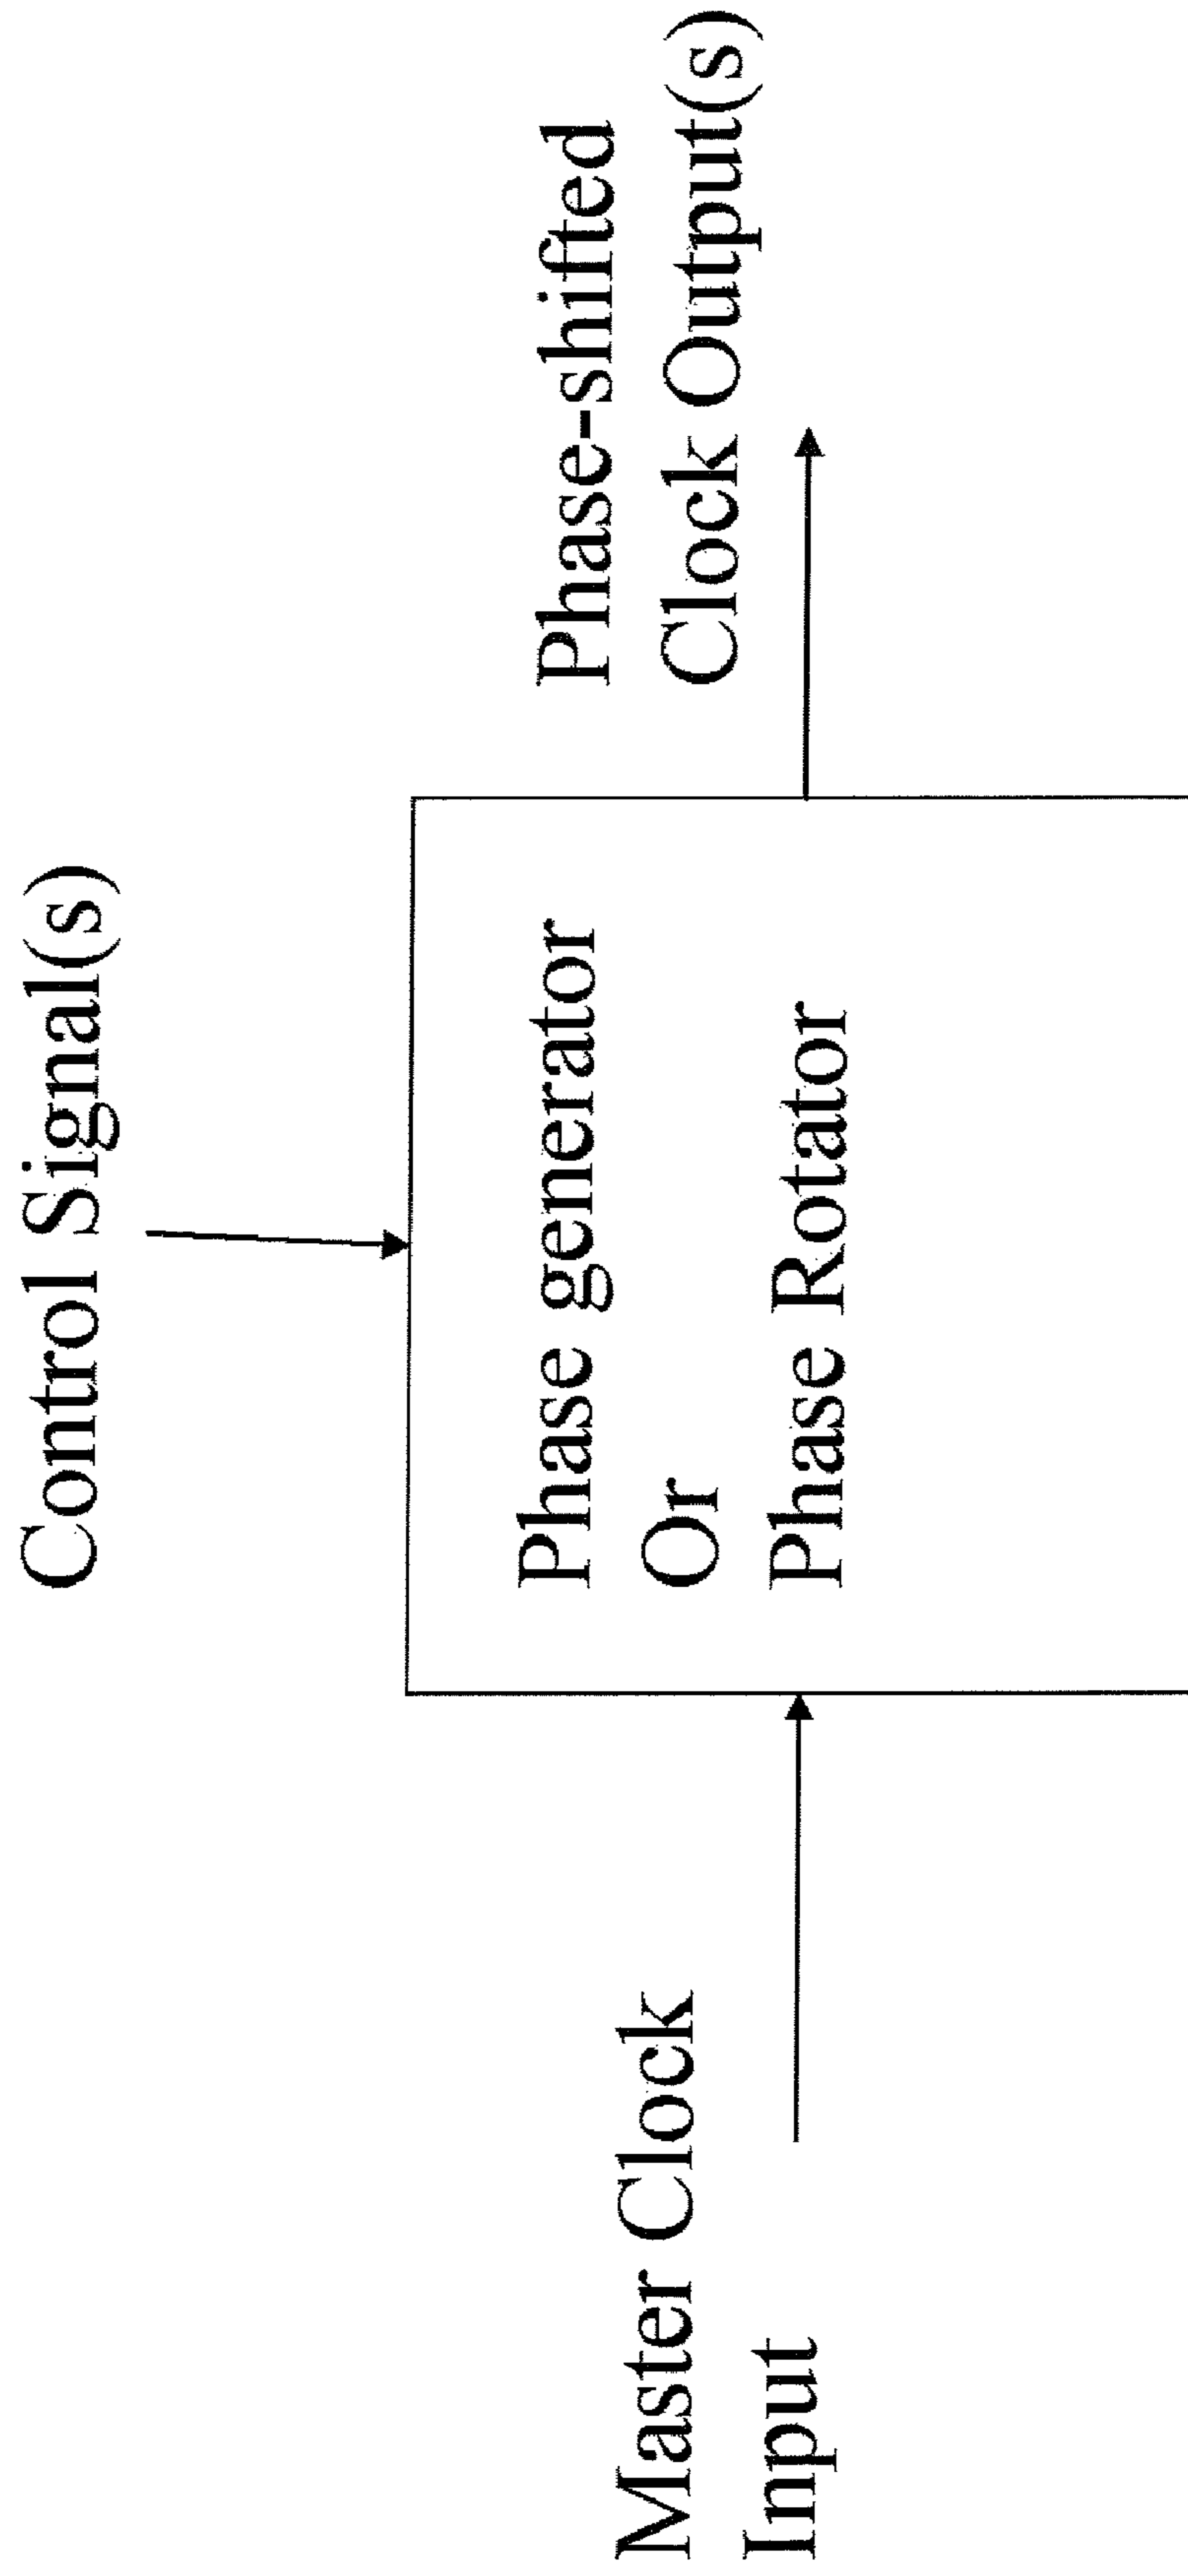 Control Signal(s)
Master Clock
Input
Phase generator
Or
Phase Rotator
Phase-shifted
Clock Output(s)